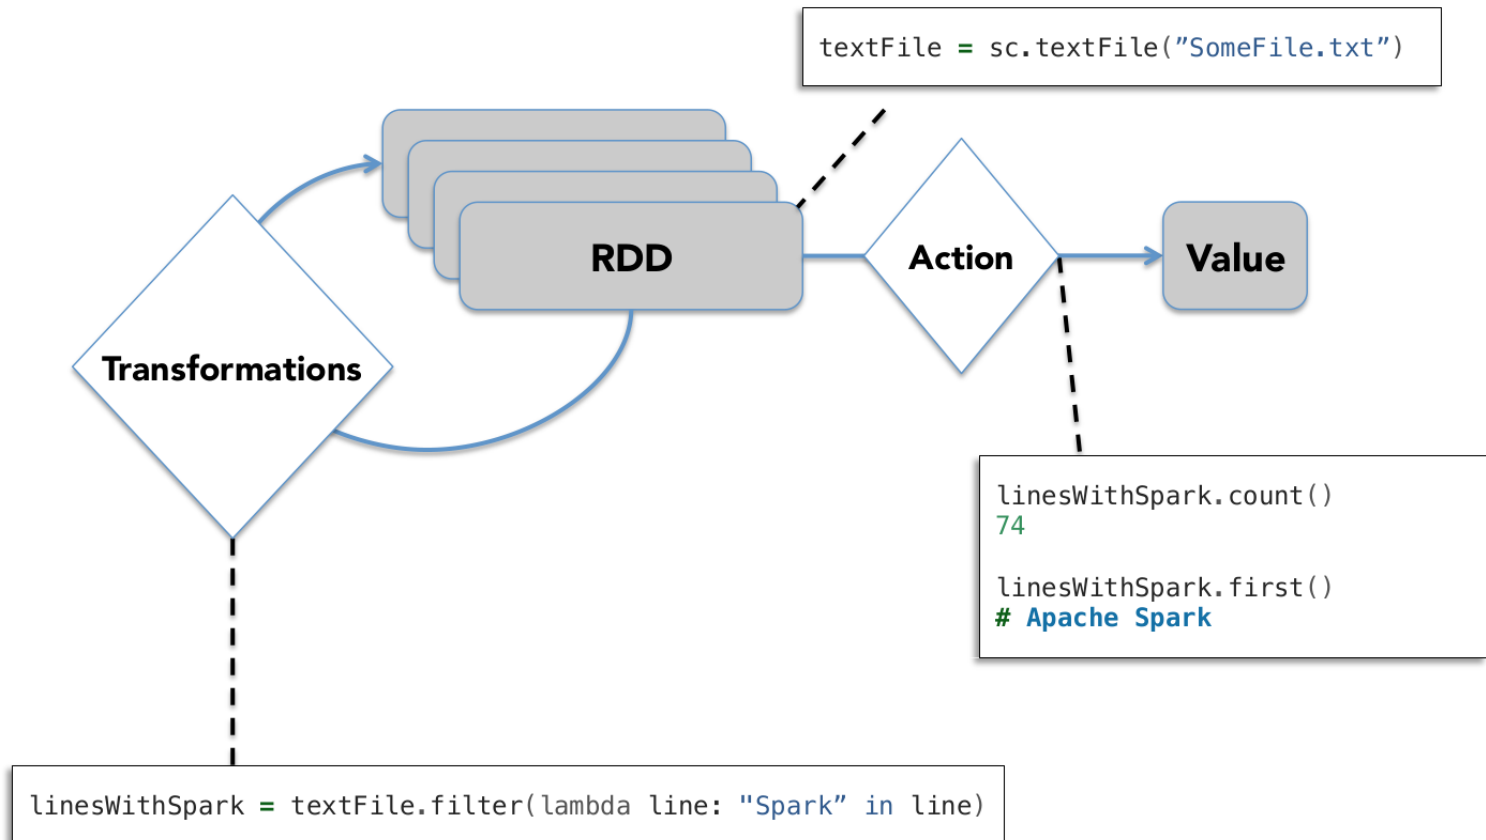 textFile = sc.textFile(”SomeFile.txt”)
RDD
Action
Value
Transformations
linesWithSpark.count()
74
linesWithSpark.first()
# Apache Spark
linesWithSpark = textFile.filter(lambda line: "Spark” in line)